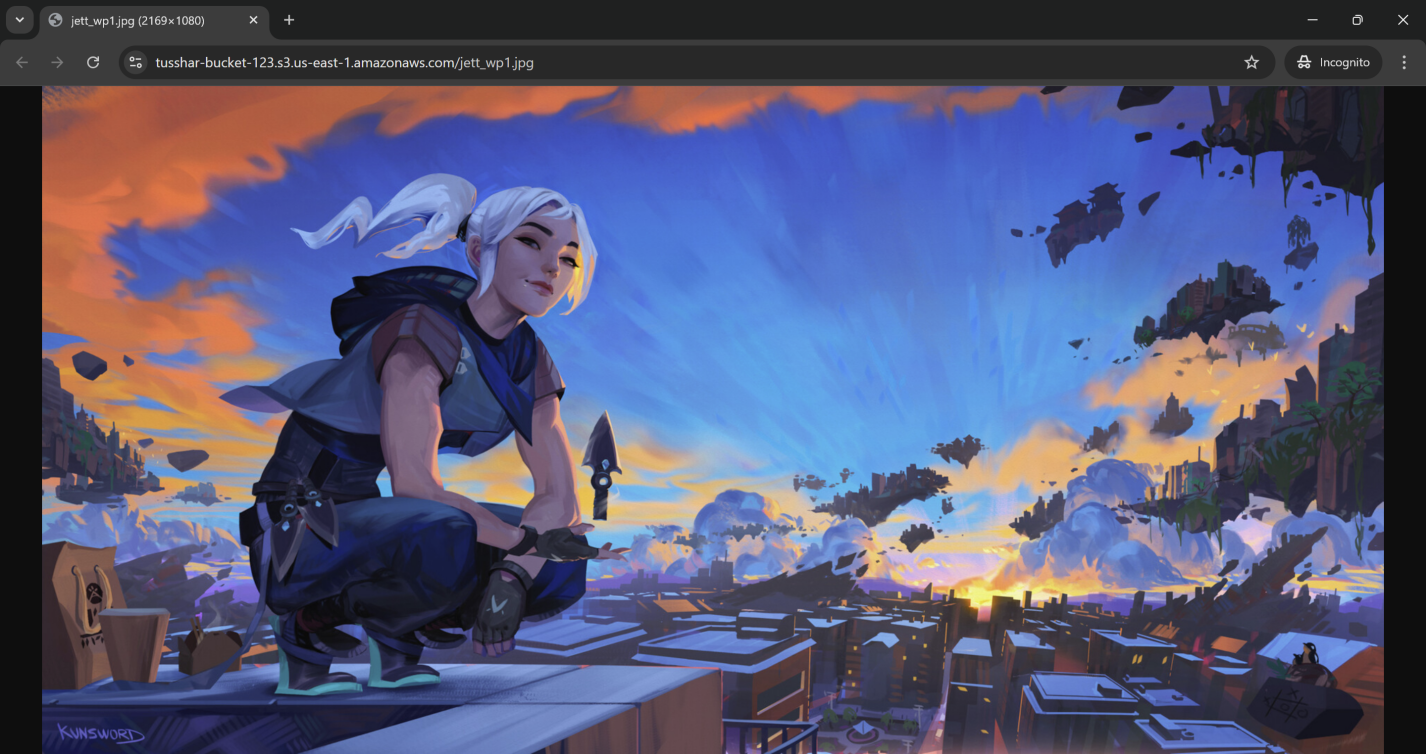 jett_wp1.jpg (2169×1080)
tusshar-bucket-123.s3.us-east-1.amazonaws.com/jett_wp1.jpg
Incognito
KUNSWORD